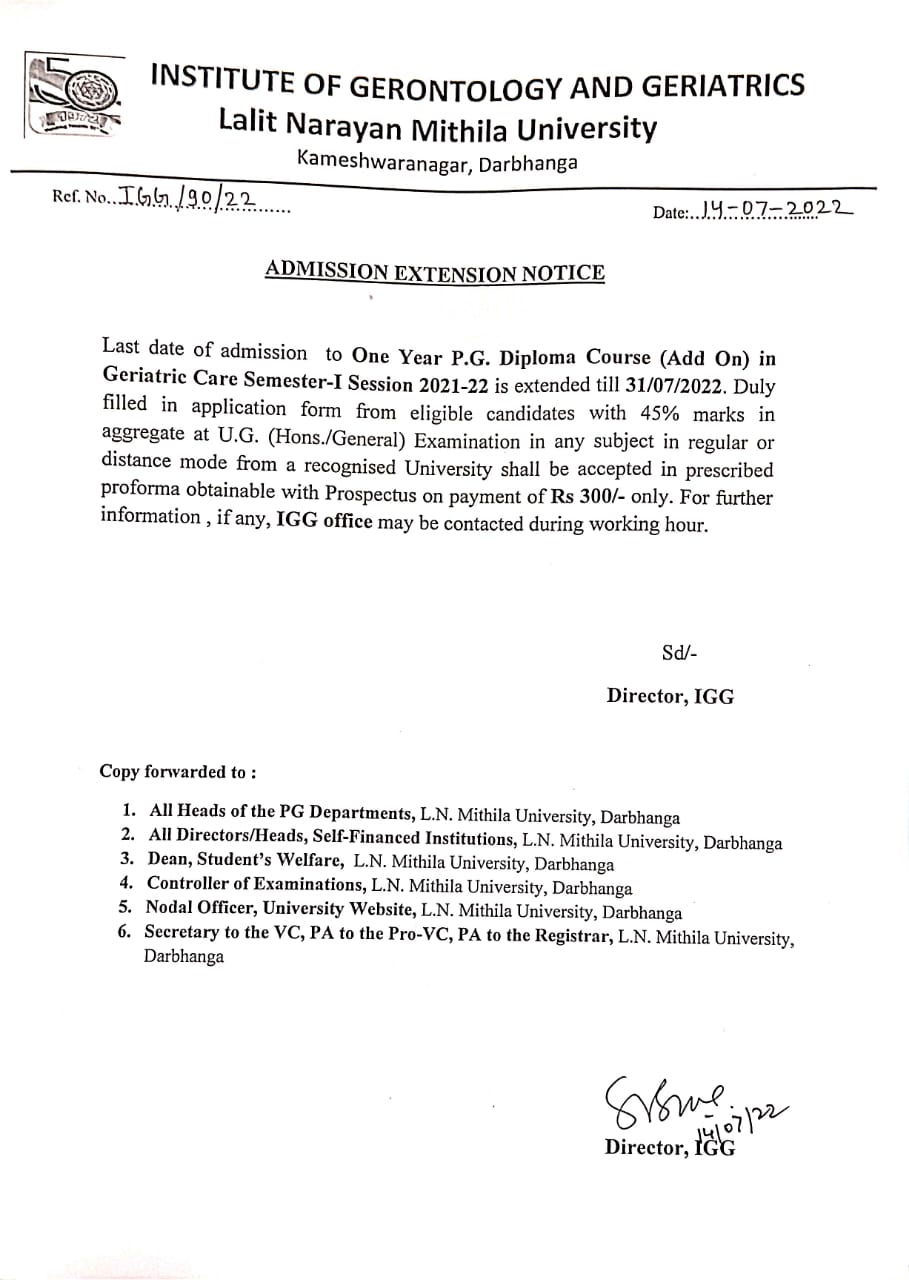 INSTITUTE OF GERONTOLOGY AND GERIATRICS
Lalit Narayan Mithila University
Kameshwaranagar, Darbhanga
Ref. No..IGG/90/22......
Date:..14-07-2022
ADMISSION EXTENSION NOTICE
Last date of admission to One Year P.G. Diploma Course (Add On) in
Geriatric Care Semester-I Session 2021-22 is extended till 31/07/2022. Duly
filled in application form from eligible candidates with 45% marks in
aggregate at U.G. (Hons./General) Examination in any subject in regular or
distance mode from a recognised University shall be accepted in prescribed
proforma obtainable with Prospectus on payment of Rs 300/- only. For further
information , if any, IGG office may be contacted during working hour.
Sd/-
Director, IGG
Copy forwarded to :
1. All Heads of the PG Departments, L.N. Mithila University, Darbhanga
2. All Directors/Heads, Self-Financed Institutions, L.N. Mithila University, Darbhanga
3. Dean, Student's Welfare, L.N. Mithila University, Darbhanga
4. Controller of Examinations, L.N. Mithila University, Darbhanga
5. Nodal Officer, University Website, L.N. Mithila University, Darbhanga
6. Secretary to the VC, PA to the Pro-VC, PA to the Registrar, L.N. Mithila University,
Darbhanga
14/07/22
Director, IGG